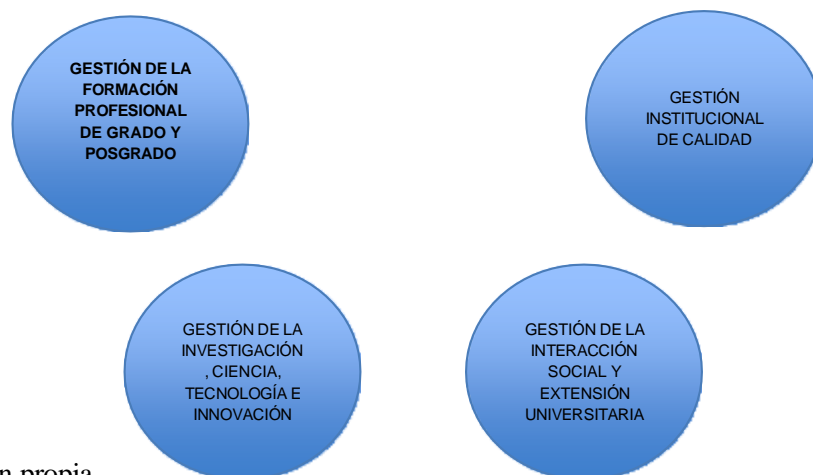 GESTIÓN DE LA
FORMACIÓN
PROFESIONAL
DE GRADO Y
POSGRADO
GESTIÓN
INSTITUCIONAL
DE CALIDAD
GESTIÓN DE LA
INVESTIGACIÓN
, CIENCIA,
TECNOLOGÍA E
INNOVACIÓN
GESTIÓN DE LA
INTERACCIÓN
SOCIAL Y
EXTENSIÓN
UNIVERSITARIA
n propia